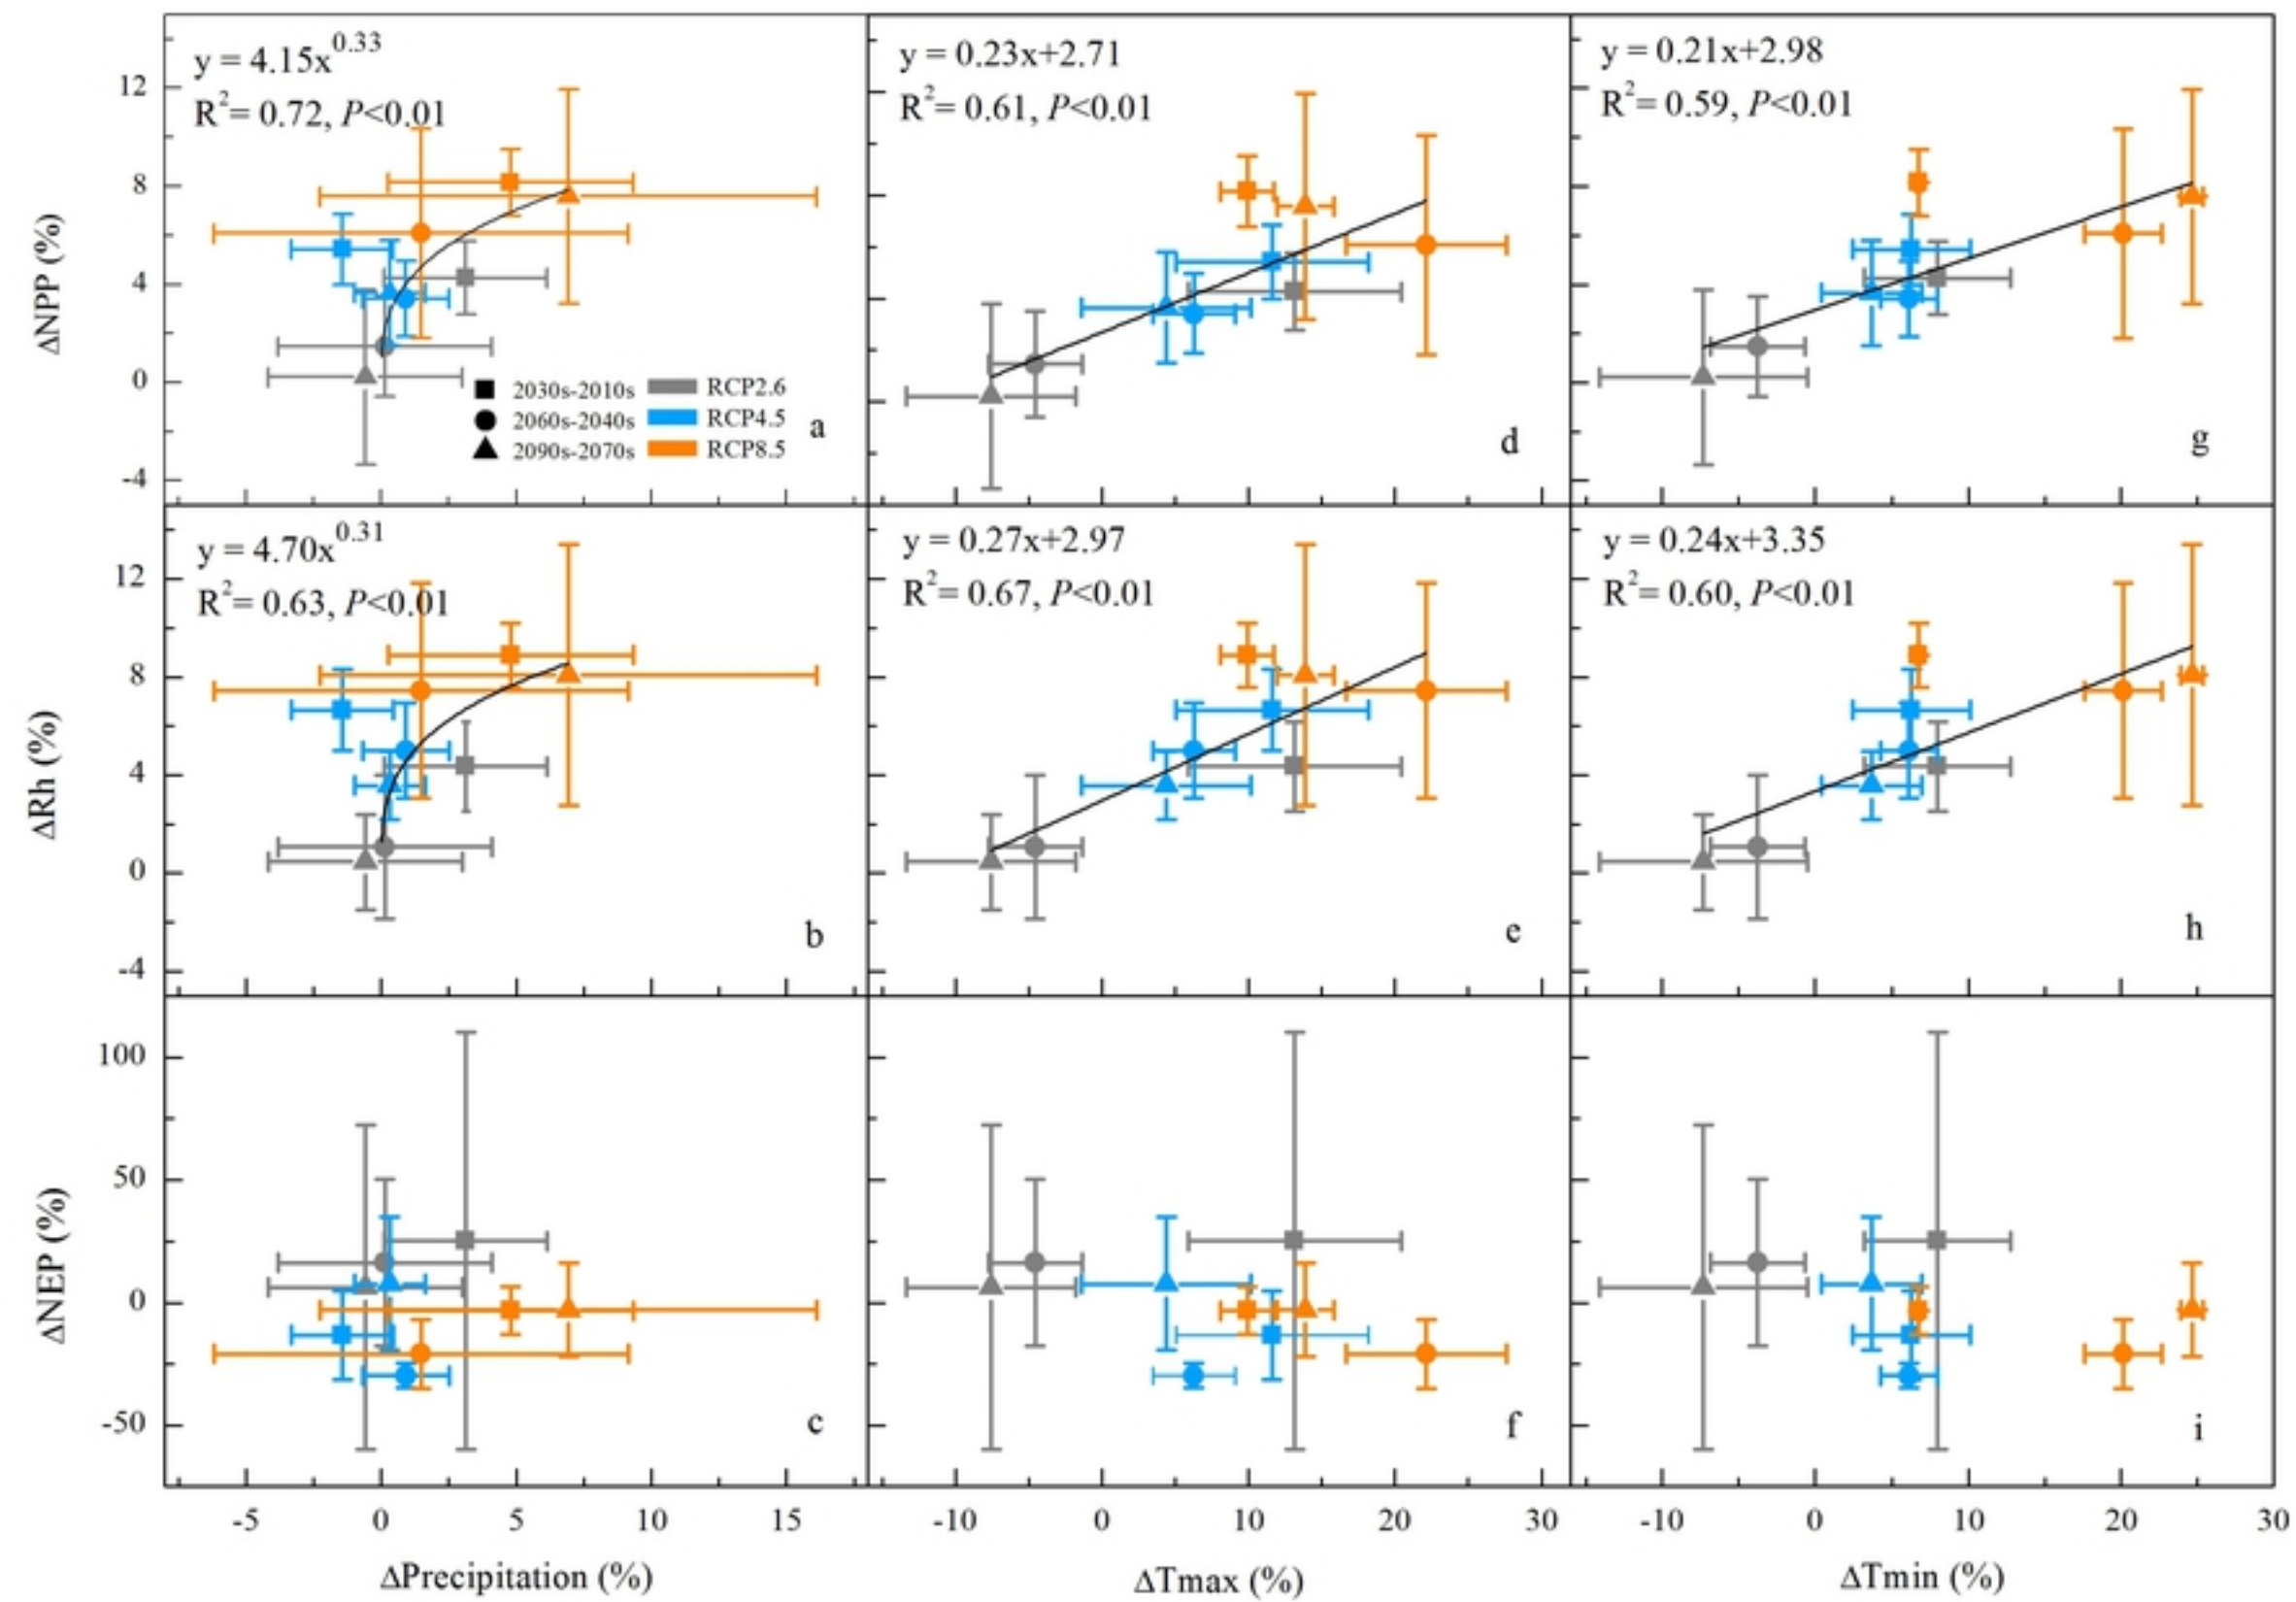 y = 4.15x^0.33
R²= 0.72, P<0.01
y = 0.23x+2.71
R²= 0.61, P<0.01
y = 0.21x+2.98
R²= 0.59, P<0.01
12
8
4
0
-4
ΔNPP (%)
2030s-2010s
RCP2.6
2060s-2040s
RCP4.5
2090s-2070s
RCP8.5
a
d
g
y = 4.70x^0.31
R²= 0.63, P<0.01
y = 0.27x+2.97
R²= 0.67, P<0.01
y = 0.24x+3.35
R²= 0.60, P<0.01
12
8
4
0
-4
ΔRh (%)
b
e
h
100
50
0
-50
ΔNEP (%)
c
f
i
-5 0 5 10 15
-10 0 10 20 30
-10 0 10 20 30
ΔPrecipitation (%)
ΔTmax (%)
ΔTmin (%)